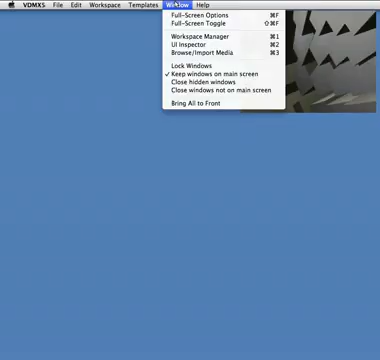 VDMX5 File Edit Workspace Templates Window Help
Full-Screen Options ⌘F
Full-Screen Toggle ⇧⌘F
Workspace Manager ⌘1
UI Inspector ⌘2
Browse/Import Media ⌘3
Lock Windows
✓ Keep windows on main screen
Close hidden windows
Close windows not on main screen
Bring All to Front